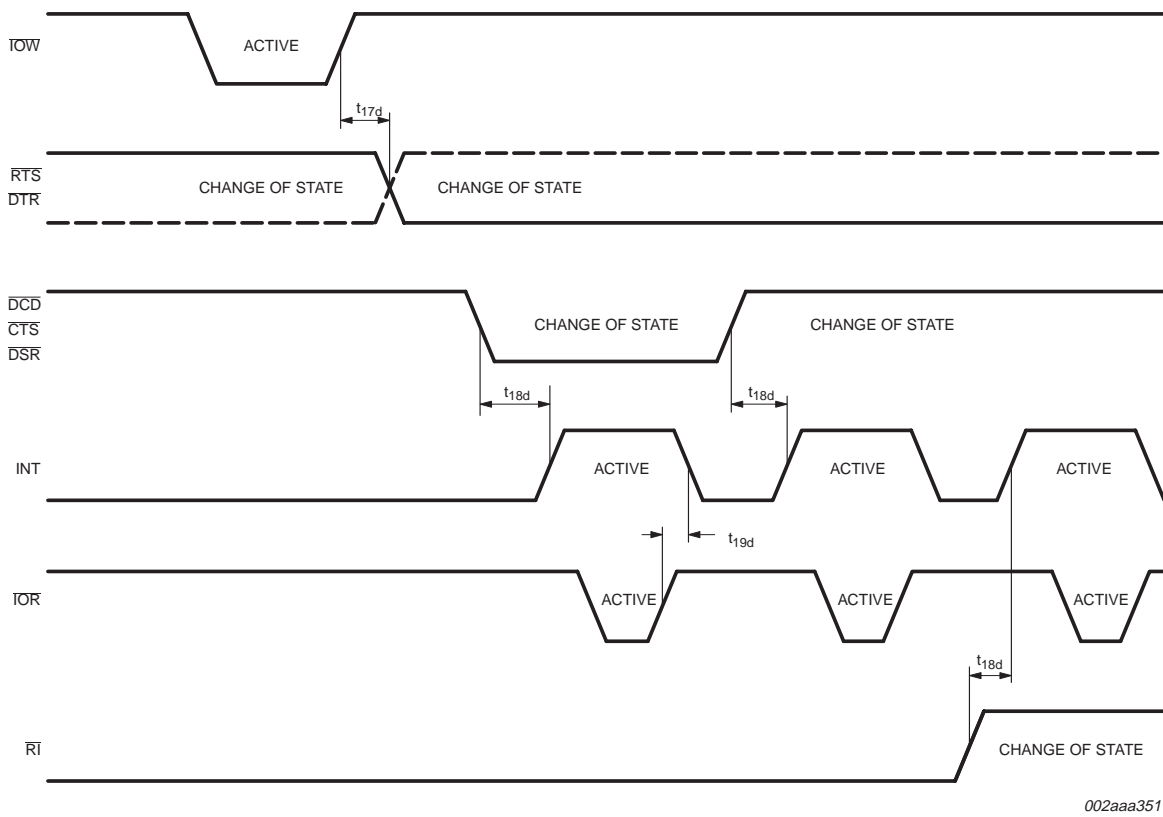 IOW
ACTIVE
t17d
RTS
DTR
CHANGE OF STATE
CHANGE OF STATE
DCD
CTS
DSR
CHANGE OF STATE
CHANGE OF STATE
t18d
t18d
INT
ACTIVE
ACTIVE
ACTIVE
t19d
IOR
ACTIVE
ACTIVE
ACTIVE
t18d
RI
CHANGE OF STATE
002aaa351